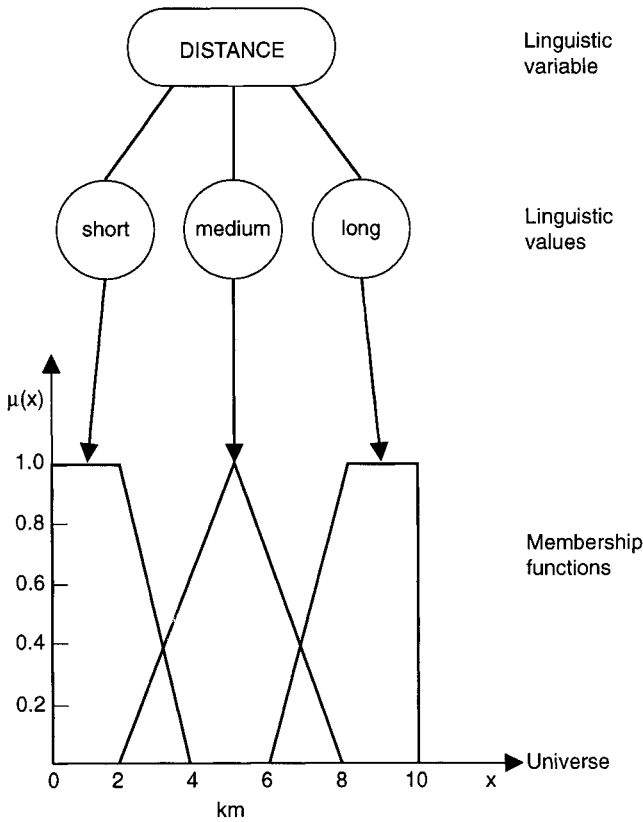 DISTANCE
Linguistic
variable
short
medium
long
Linguistic
values
μ(x)
1.0
0.8
0.6
0.4
0.2
Membership
functions
0 2 4 6 8 10 x
Universe
km